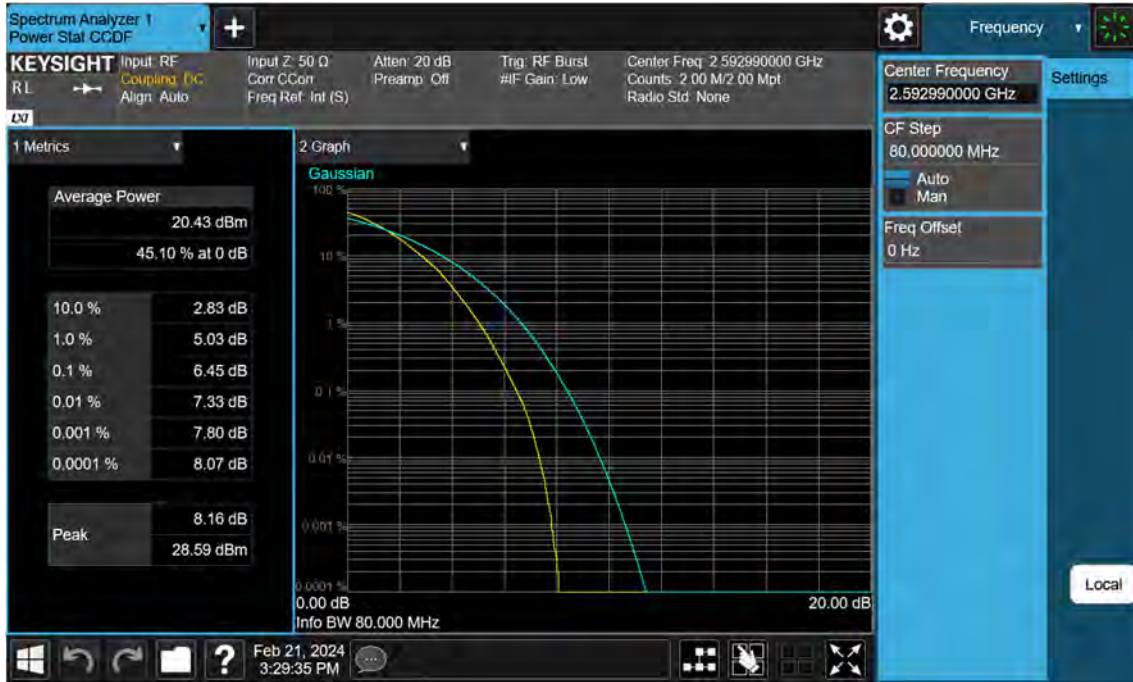 Spectrum Analyzer 1
Power Stat CCDF
Frequency
KEYSIGHT
RL
LXI
Input: RF
Coupling: DC
Align: Auto
Input Z: 50 Ω
Corr CCorr
Freq Ref: Int (S)
Atten: 20 dB
Preamp: Off
Trig: RF Burst
#IF Gain: Low
Center Freq: 2.592990000 GHz
Counts: 2.00 M/2.00 Mpt
Radio Std: None
Center Frequency
2.592990000 GHz
Settings
CF Step
80.000000 MHz
Auto
Man
Freq Offset
0 Hz
1 Metrics
Average Power
20.43 dBm
45.10 % at 0 dB
10.0 % 2.83 dB
1.0 % 5.03 dB
0.1 % 6.45 dB
0.01 % 7.33 dB
0.001 % 7.80 dB
0.0001 % 8.07 dB
Peak
8.16 dB
28.59 dBm
2 Graph
Gaussian
100 %
10 %
1 %
0.1 %
0.01 %
0.001 %
0.0001 %
0.00 dB 20.00 dB
Info BW 80.000 MHz
Local
?
Feb 21, 2024
3:29:35 PM